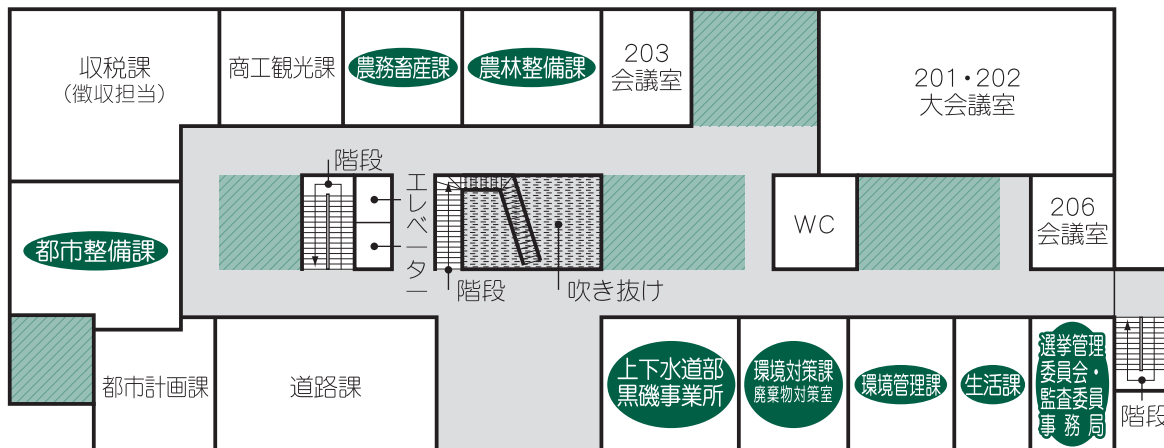 収税課
（徴収担当）
商工観光課
農務畜産課
農林整備課
203
会議室
201・202
大会議室
階段
エレベーター
都市整備課
WC
206
会議室
階段
吹き抜け
都市計画課
道路課
上下水道部
黒磯事業所
環境対策課
廃棄物対策室
環境管理課
生活課
選挙管理
委員会・
監査委員
事務局
階段